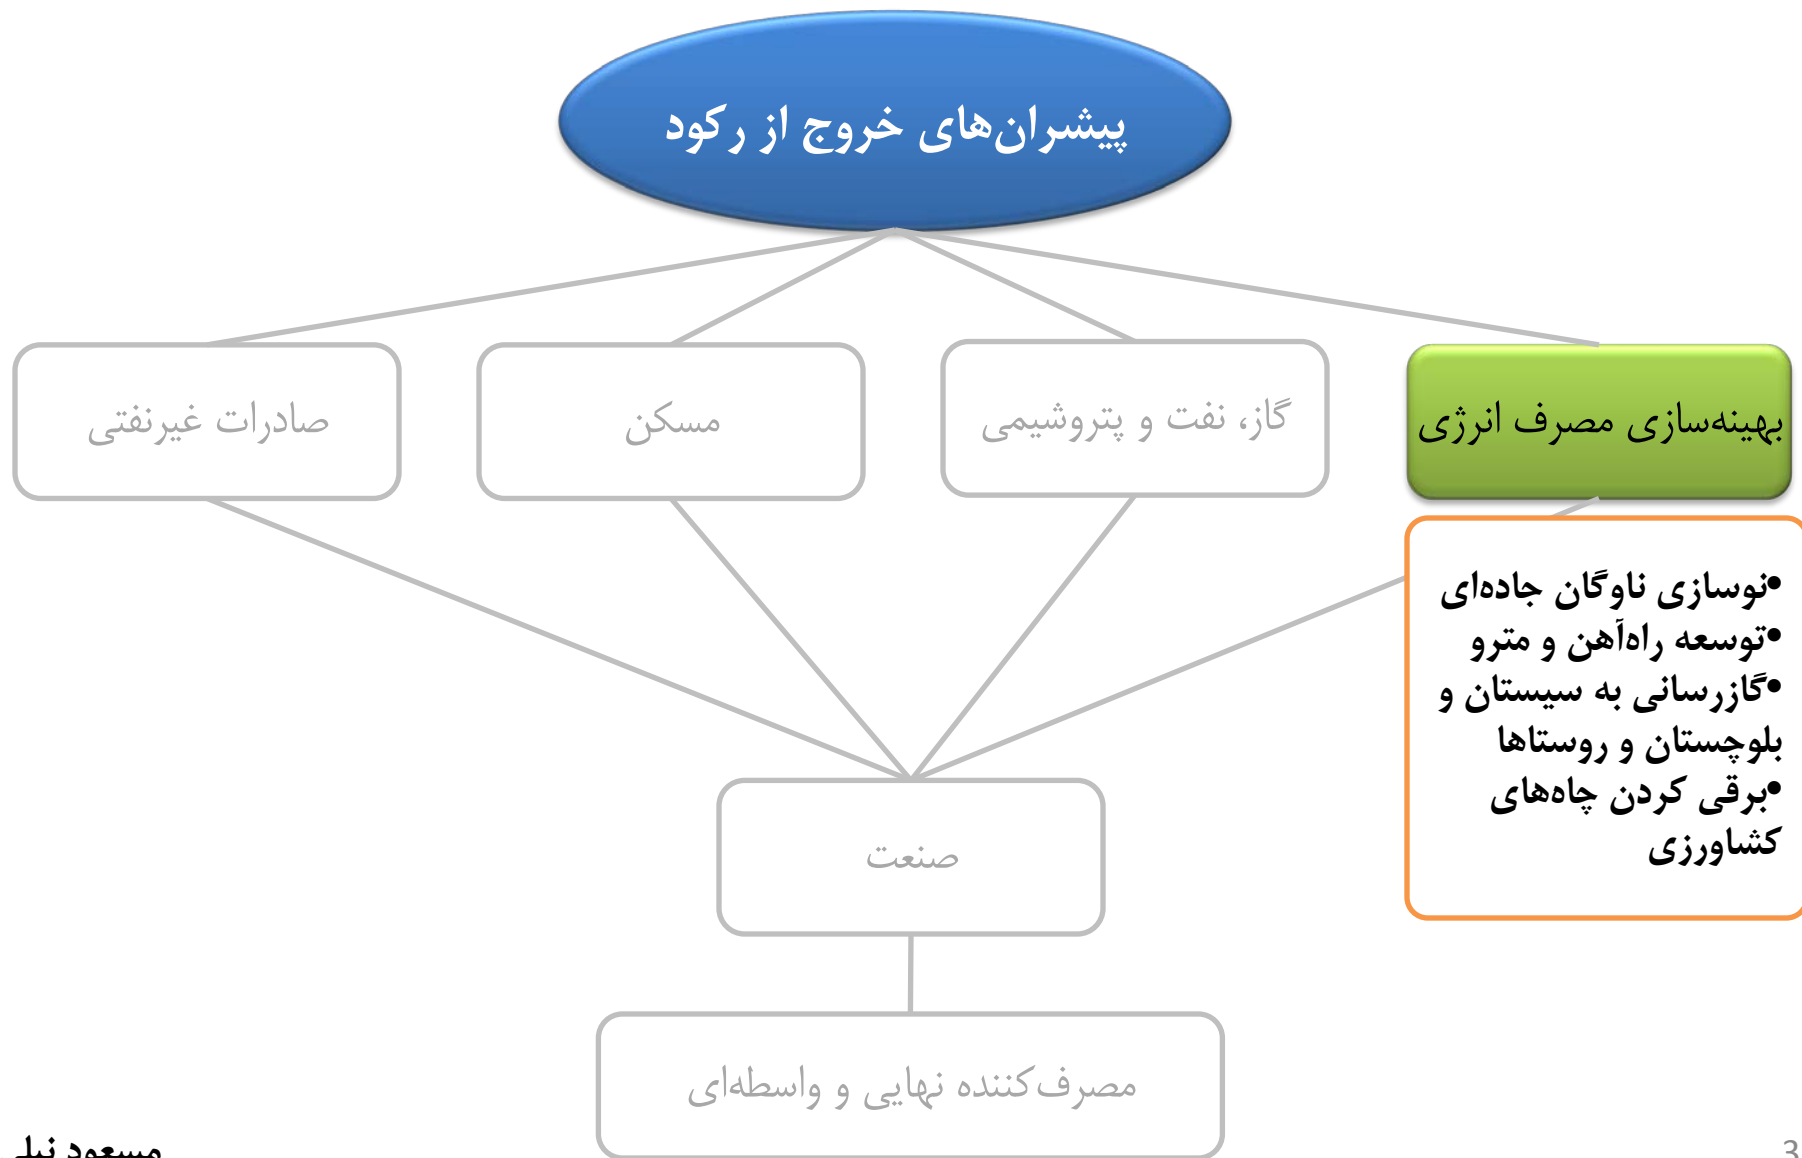 پیشران‌های خروج از رکود
بهینه‌سازی مصرف انرژی
گاز، نفت و پتروشیمی
مسکن
صادرات غیرنفتی
•نوسازی ناوگان جاده‌ای
•توسعه راه‌آهن و مترو
•گازرسانی به سیستان و
بلوچستان و روستاها
•برقی کردن چاه‌های
کشاورزی
صنعت
مصرف‌کننده نهایی و واسطه‌ای
مسعود نیلی
3